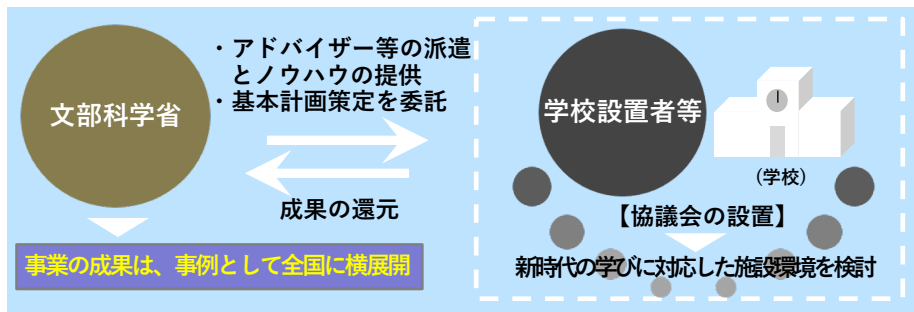 文部科学省
・アドバイザー等の派遣
とノウハウの提供
・基本計画策定を委託
成果の還元
事業の成果は、事例として全国に横展開
学校設置者等
(学校)
【協議会の設置】
新時代の学びに対応した施設環境を検討